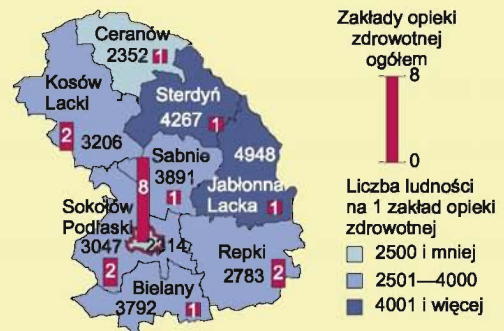 Ceranów
2352
1
Kosów
Lacki
2
3206
Sterdyń
4267
1
Sabnie
3891
1
4948
Jabłonna
Lacka
1
8
Sokołów
Podlaski
3047
2314
2
Repki
2783
2
Bielany
3792
1
Zakłady opieki
zdrowotnej
ogółem
8
0
Liczba ludności
na 1 zakład opieki
zdrowotnej
2500 i mniej
2501—4000
4001 i więcej